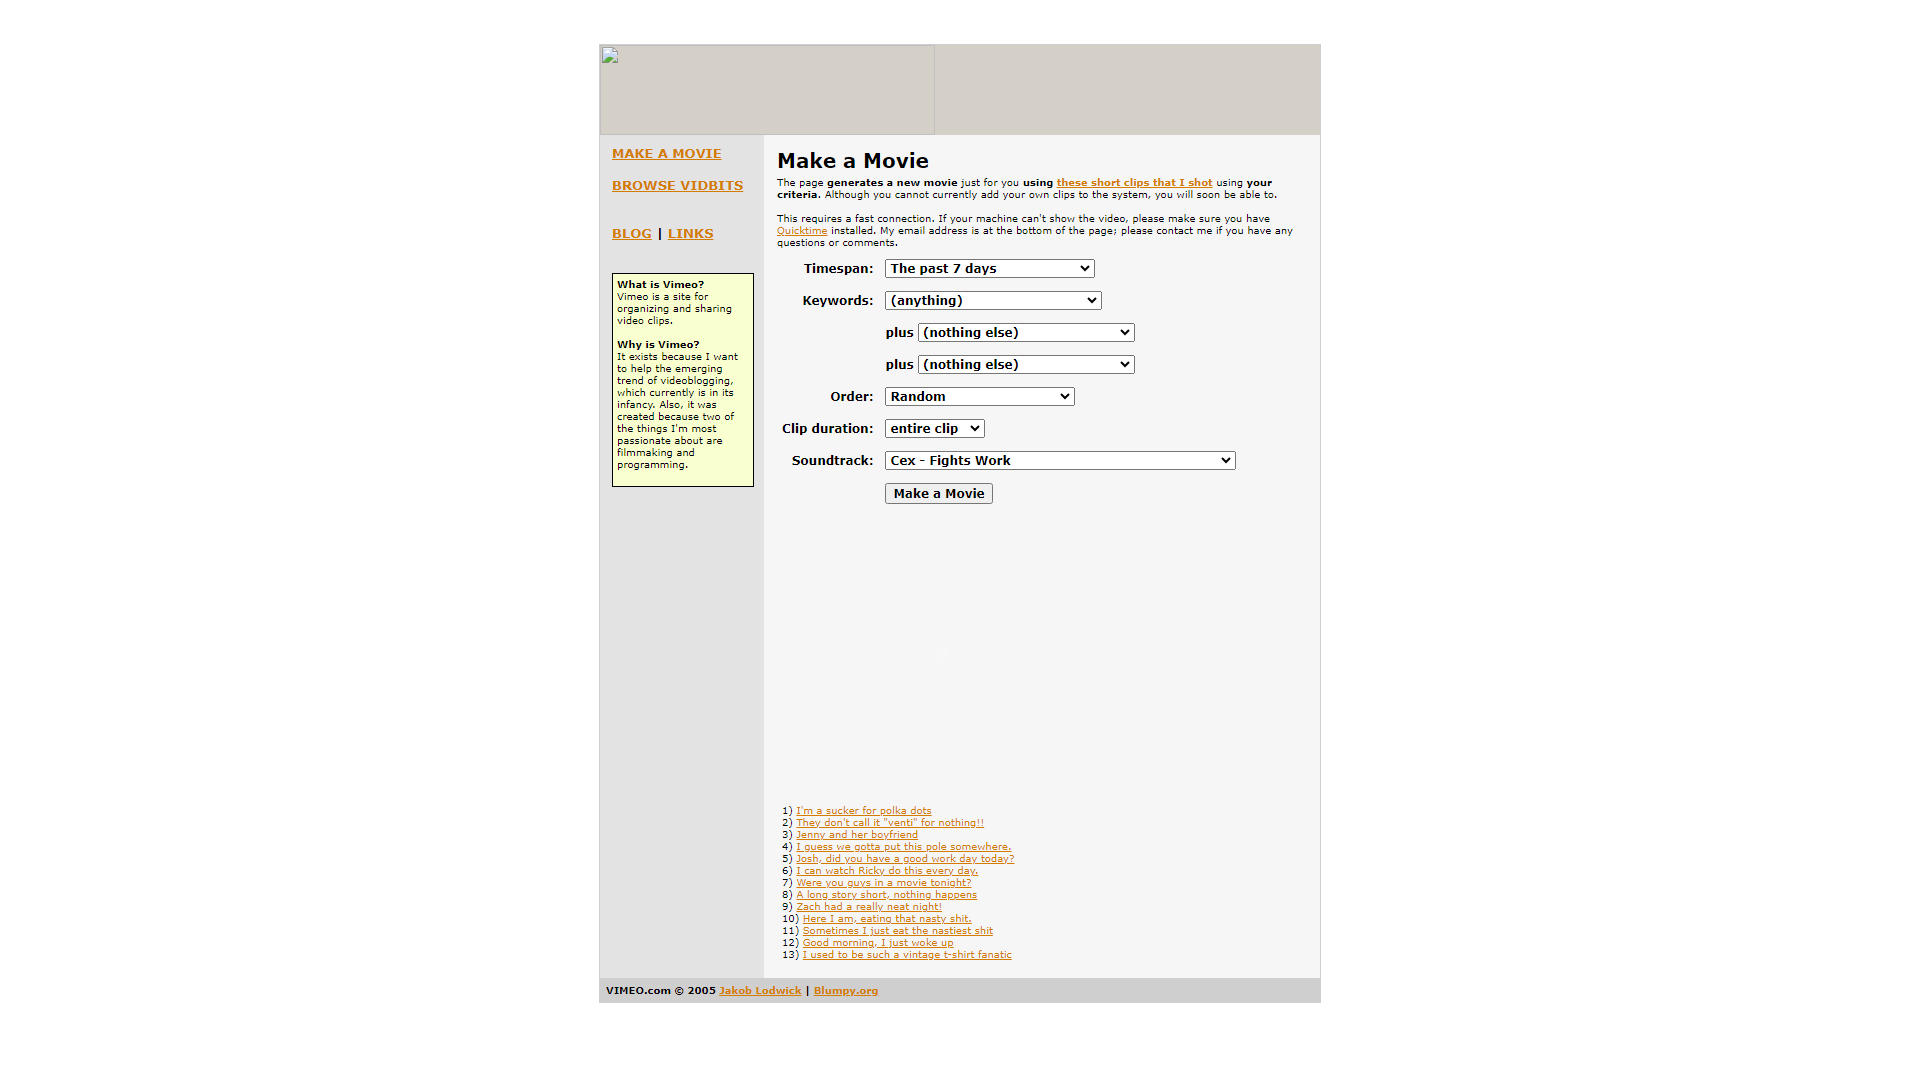 MAKE A MOVIE
BROWSE VIDBITS
BLOG | LINKS
What is Vimeo?
Vimeo is a site for
organizing and sharing
video clips.
Why is Vimeo?
It exists because I want
to help the emerging
trend of videoblogging,
which currently is in its
infancy. Also, it was
created because two of
the things I'm most
passionate about are
filmmaking and
programming.
Make a Movie
The page generates a new movie just for you using these short clips that I shot using your
criteria. Although you cannot currently add your own clips to the system, you will soon be able to.
This requires a fast connection. If your machine can't show the video, please make sure you have
Quicktime installed. My email address is at the bottom of the page; please contact me if you have any
questions or comments.
Timespan: The past 7 days
Keywords: (anything)
plus (nothing else)
plus (nothing else)
Order: Random
Clip duration: entire clip
Soundtrack: Cex - Fights Work
Make a Movie
1) I'm a sucker for polka dots
2) They don't call it "venti" for nothing!!
3) Jenny and her boyfriend
4) I guess we gotta put this pole somewhere.
5) Josh, did you have a good work day today?
6) I can watch Ricky do this every day.
7) Were you guys in a movie tonight?
8) A long story short, nothing happens
9) Zach had a really neat night!
10) Here I am, eating that nasty shit.
11) Sometimes I just eat the nastiest shit
12) Good morning, I just woke up
13) I used to be such a vintage t-shirt fanatic
VIMEO.com © 2005 Jakob Lodwick | Blumpy.org